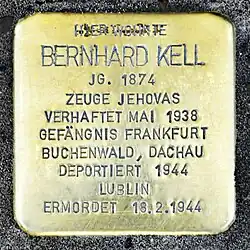 HIER WOHNTE
BERNHARD KELL
JG. 1874
ZEUGE JEHOVAS
VERHAFTET MAI 1938
GEFÄNGNIS FRANKFURT
BUCHENWALD, DACHAU
DEPORTIERT 1944
LUBLIN
ERMORDET 18.2.1944